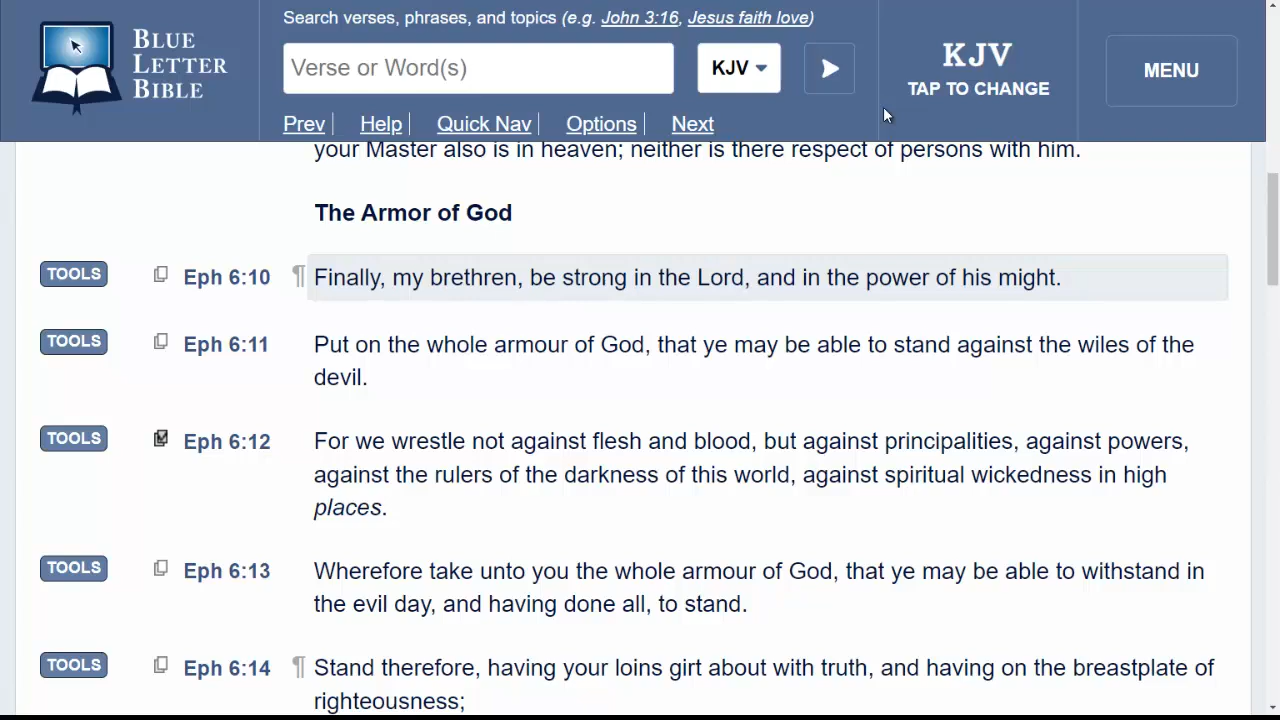 Search verses, phrases, and topics (e.g. John 3:16, Jesus faith love)
BLUE
LETTER
BIBLE
Verse or Word(s)
KJV
KJV
TAP TO CHANGE
MENU
Prev
Help
Quick Nav
Options
Next
your Master also is in heaven; neither is there respect of persons with him.
The Armor of God
TOOLS Eph 6:10 ¶ Finally, my brethren, be strong in the Lord, and in the power of his might.
TOOLS Eph 6:11 Put on the whole armour of God, that ye may be able to stand against the wiles of the
devil.
TOOLS Eph 6:12 For we wrestle not against flesh and blood, but against principalities, against powers,
against the rulers of the darkness of this world, against spiritual wickedness in high
places.
TOOLS Eph 6:13 Wherefore take unto you the whole armour of God, that ye may be able to withstand in
the evil day, and having done all, to stand.
TOOLS Eph 6:14 ¶ Stand therefore, having your loins girt about with truth, and having on the breastplate of
righteousness;